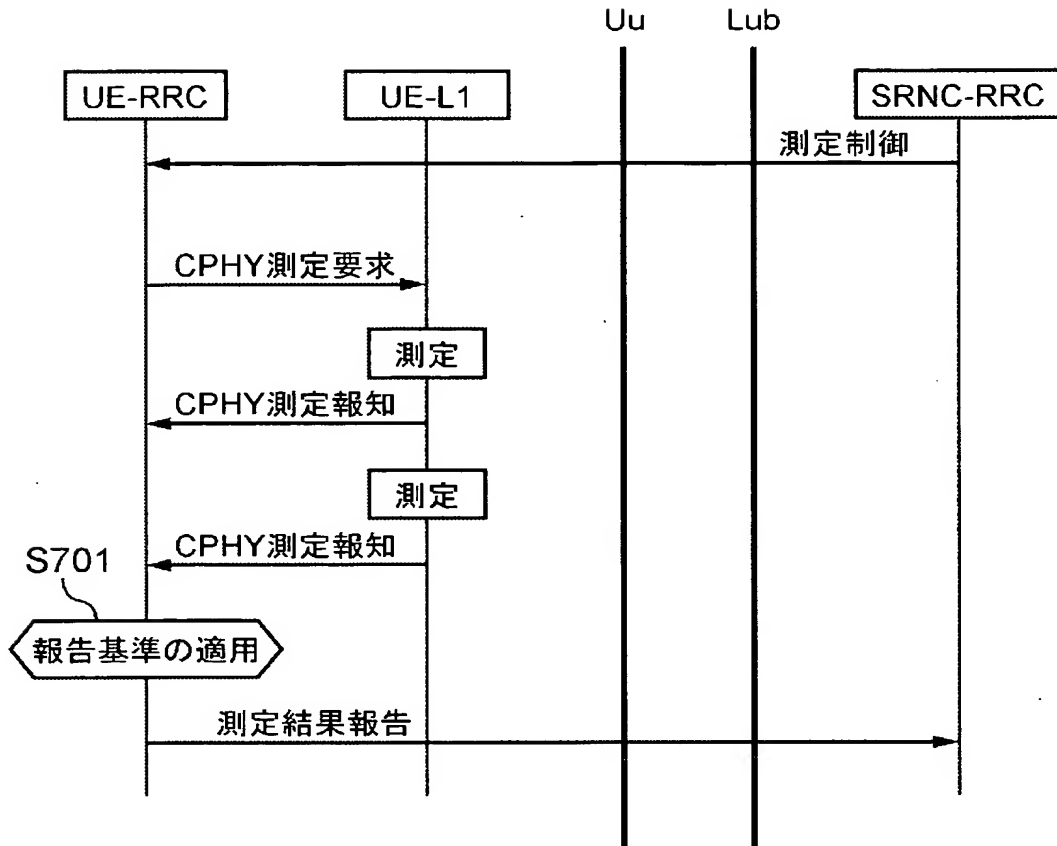 Uu
Lub
UE-RRC
UE-L1
SRNC-RRC
測定制御
CPHY測定要求
測定
CPHY測定報知
測定
CPHY測定報知
S701
報告基準の適用
測定結果報告